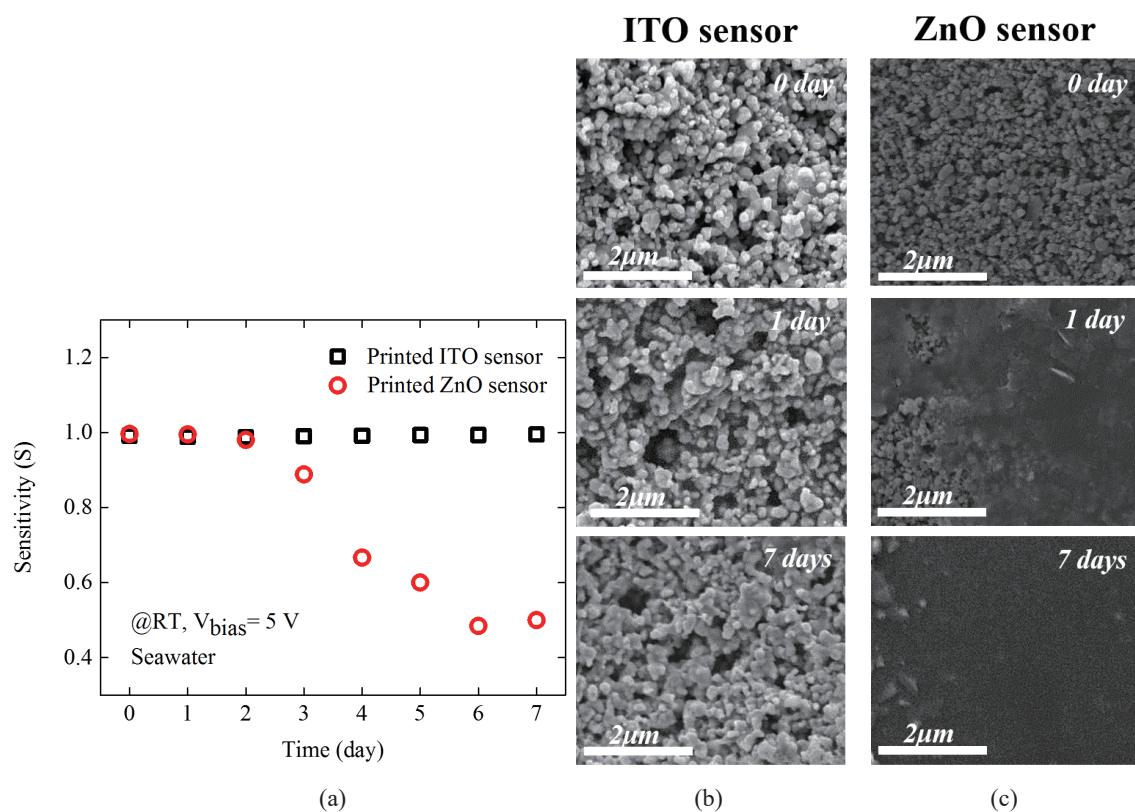 ITO sensor
ZnO sensor
0 day
2μm
0 day
2μm
1 day
2μm
1 day
2μm
7 days
2μm
7 days
2μm
1.2
1.0
0.8
0.6
0.4
Sensitivity (S)
Printed ITO sensor
Printed ZnO sensor
@RT, Vbias= 5 V
Seawater
0 1 2 3 4 5 6 7
Time (day)
(a)
(b)
(c)